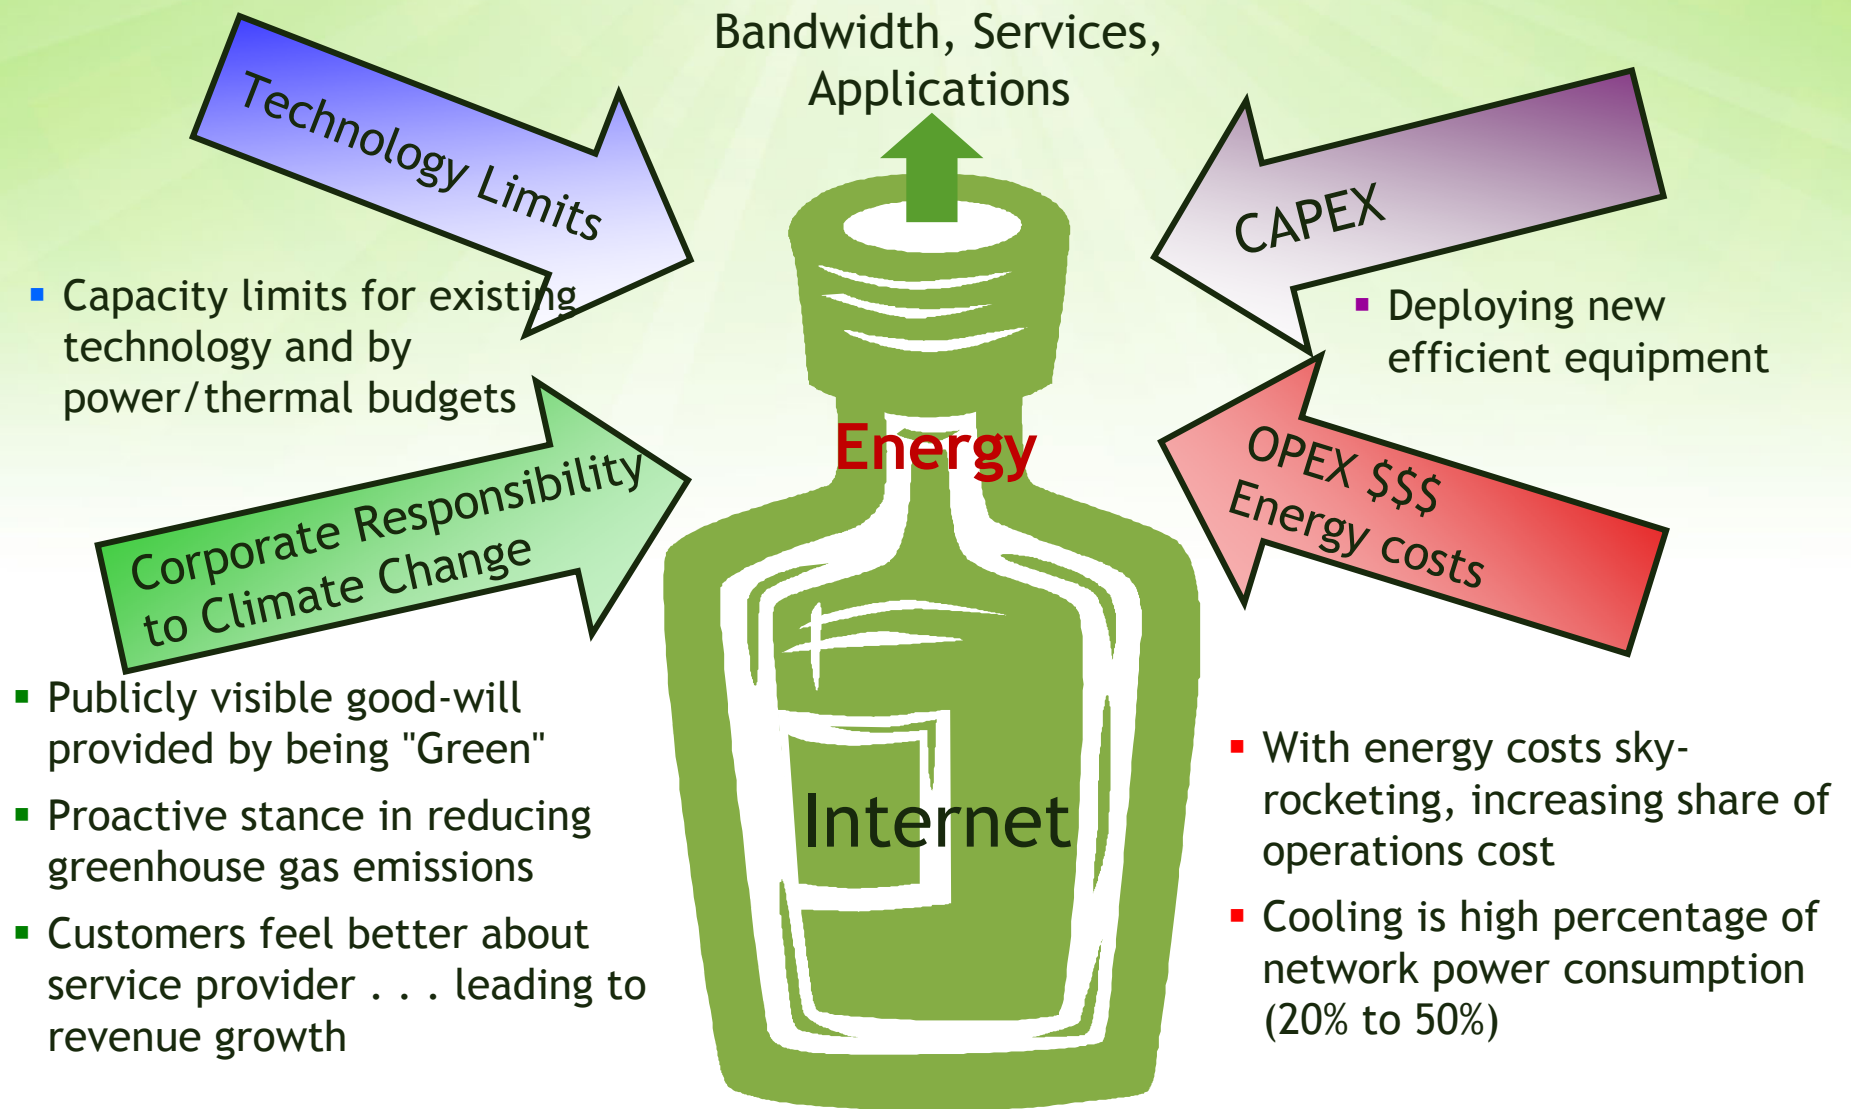 Bandwidth, Services,
Applications
Technology Limits
▪ Capacity limits for existing
technology and by
power/thermal budgets
CAPEX
▪ Deploying new
efficient equipment
Energy
Corporate Responsibility
to Climate Change
▪ Publicly visible good-will
provided by being "Green"
▪ Proactive stance in reducing
greenhouse gas emissions
▪ Customers feel better about
service provider . . . leading to
revenue growth
OPEX $$$
Energy costs
▪ With energy costs sky-
rocketing, increasing share of
operations cost
▪ Cooling is high percentage of
network power consumption
(20% to 50%)
Internet